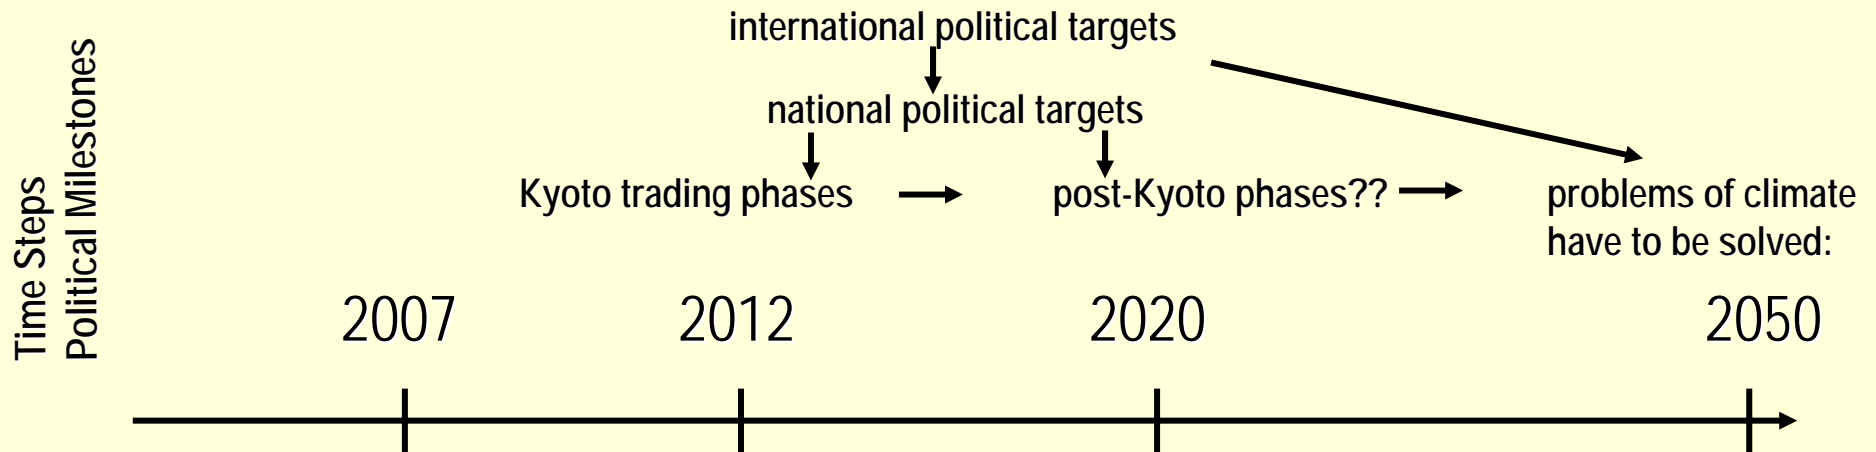 international political targets
national political targets
Kyoto trading phases
post-Kyoto phases??
problems of climate
have to be solved:
Time Steps
Political Milestones
2007
2012
2020
2050